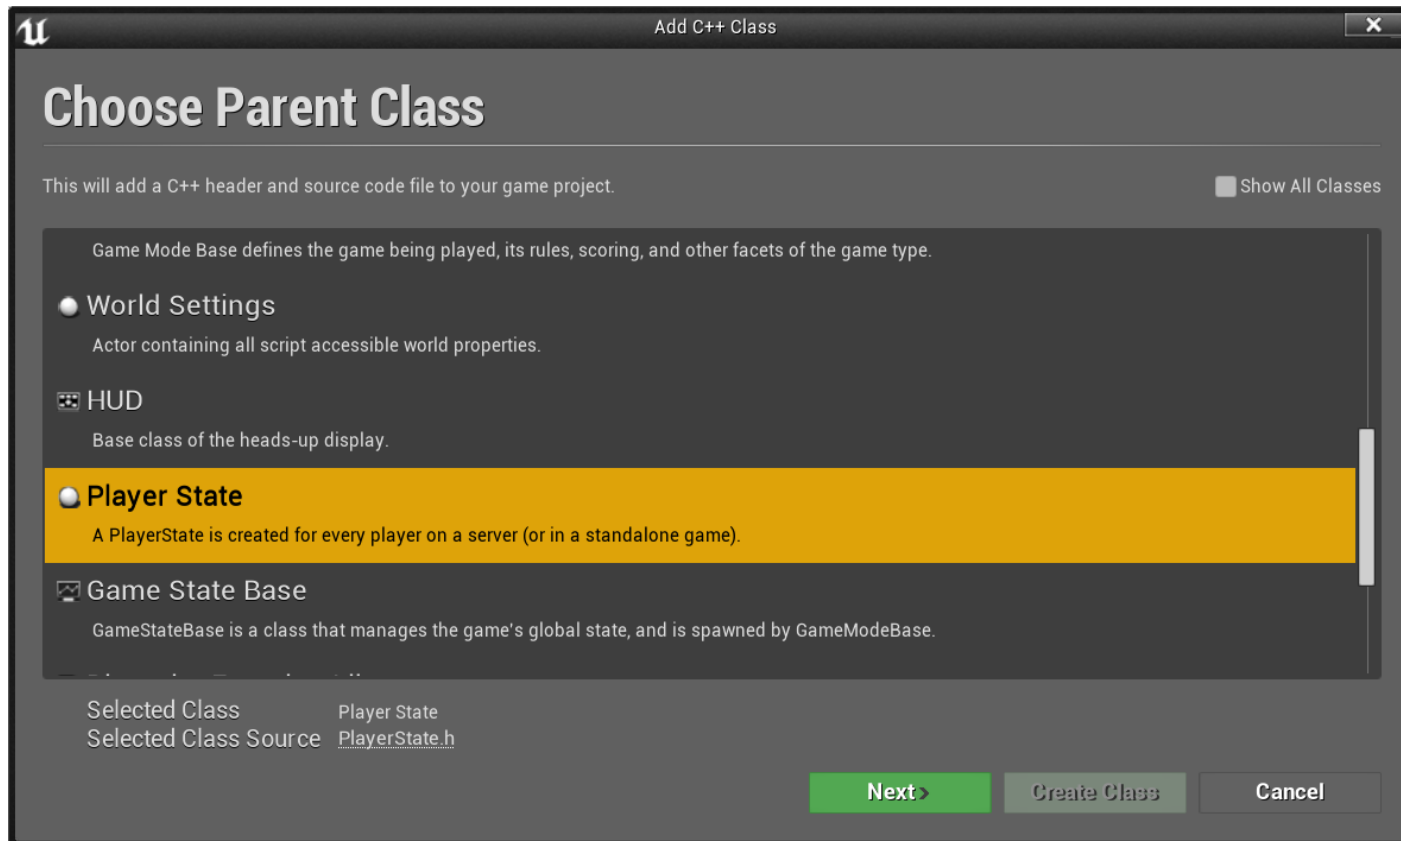 Add C++ Class
Choose Parent Class
This will add a C++ header and source code file to your game project.
Show All Classes
Game Mode Base defines the game being played, its rules, scoring, and other facets of the game type.
World Settings
Actor containing all script accessible world properties.
HUD
Base class of the heads-up display.
Player State
A PlayerState is created for every player on a server (or in a standalone game).
Game State Base
GameStateBase is a class that manages the game's global state, and is spawned by GameModeBase.
Selected Class Player State
Selected Class Source PlayerState.h
Next
Create Class
Cancel